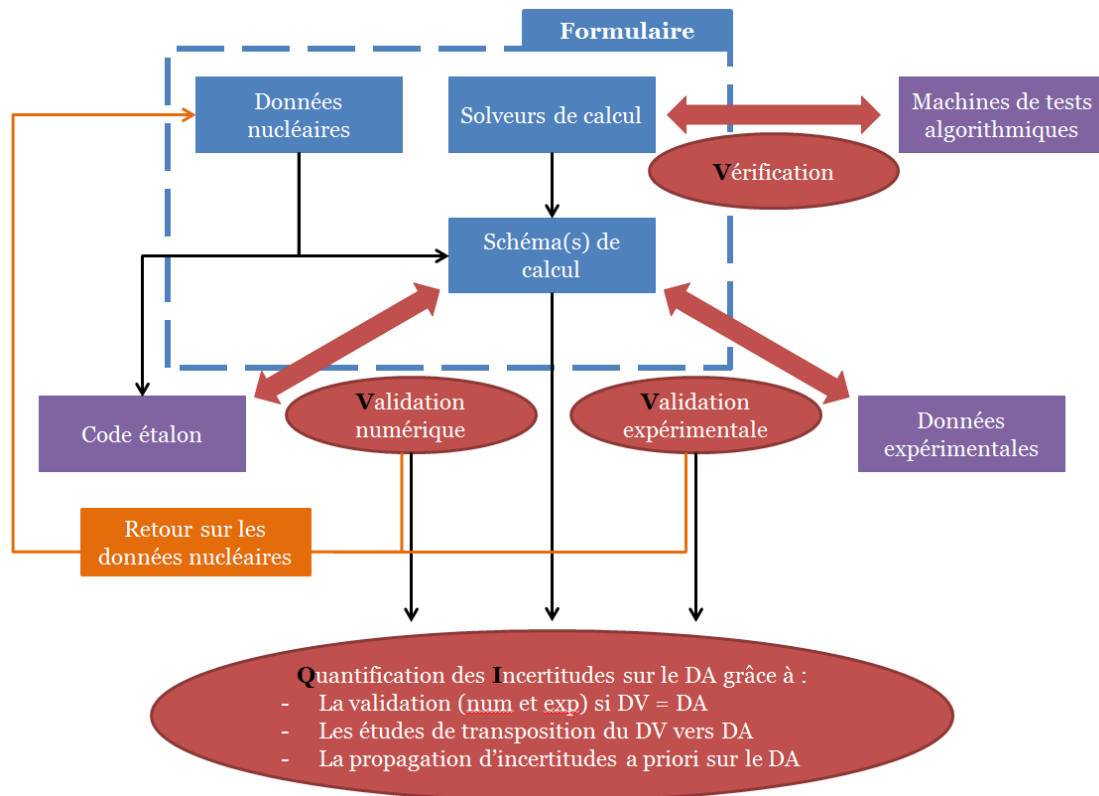 Formulaire
Données
nucléaires
Solveurs de calcul
Machines de tests
algorithmiques
Vérification
Schéma(s) de
calcul
Code étalon
Validation
numérique
Validation
expérimentale
Données
expérimentales
Retour sur les
données nucléaires
Quantification des Incertitudes sur le DA grâce à :
- La validation (num et exp) si DV = DA
- Les études de transposition du DV vers DA
- La propagation d’incertitudes a priori sur le DA